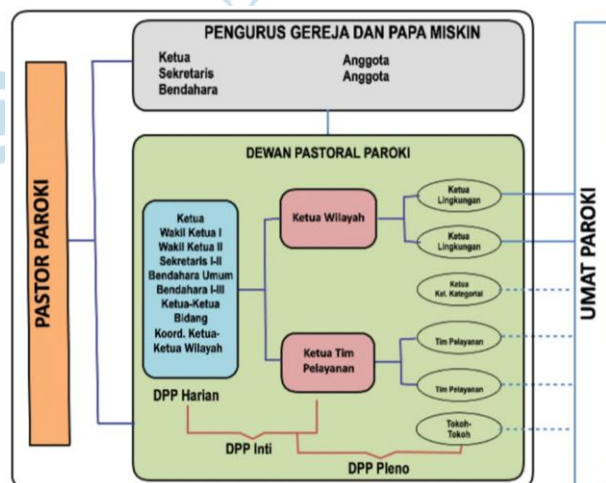 PASTOR PAROKI
PENGURUS GEREJA DAN PAPA MISKIN
Ketua
Sekretaris
Bendahara
Anggota
Anggota
DEWAN PASTORAL PAROKI
Ketua
Wakil Ketua I
Wakil Ketua II
Sekretaris I-II
Bendahara Umum
Bendahara I-III
Ketua-Ketua
Bidang
Koord. Ketua-
Ketua Wilayah
DPP Harian
Ketua Wilayah
Ketua Tim
Pelayanan
Ketua
Lingkungan
Ketua
Lingkungan
Ketua
Kel. Kategorial
Tim Pelayanan
Tim Pelayanan
Tokoh-
Tokoh
DPP Inti
DPP Pleno
UMAT PAROKI